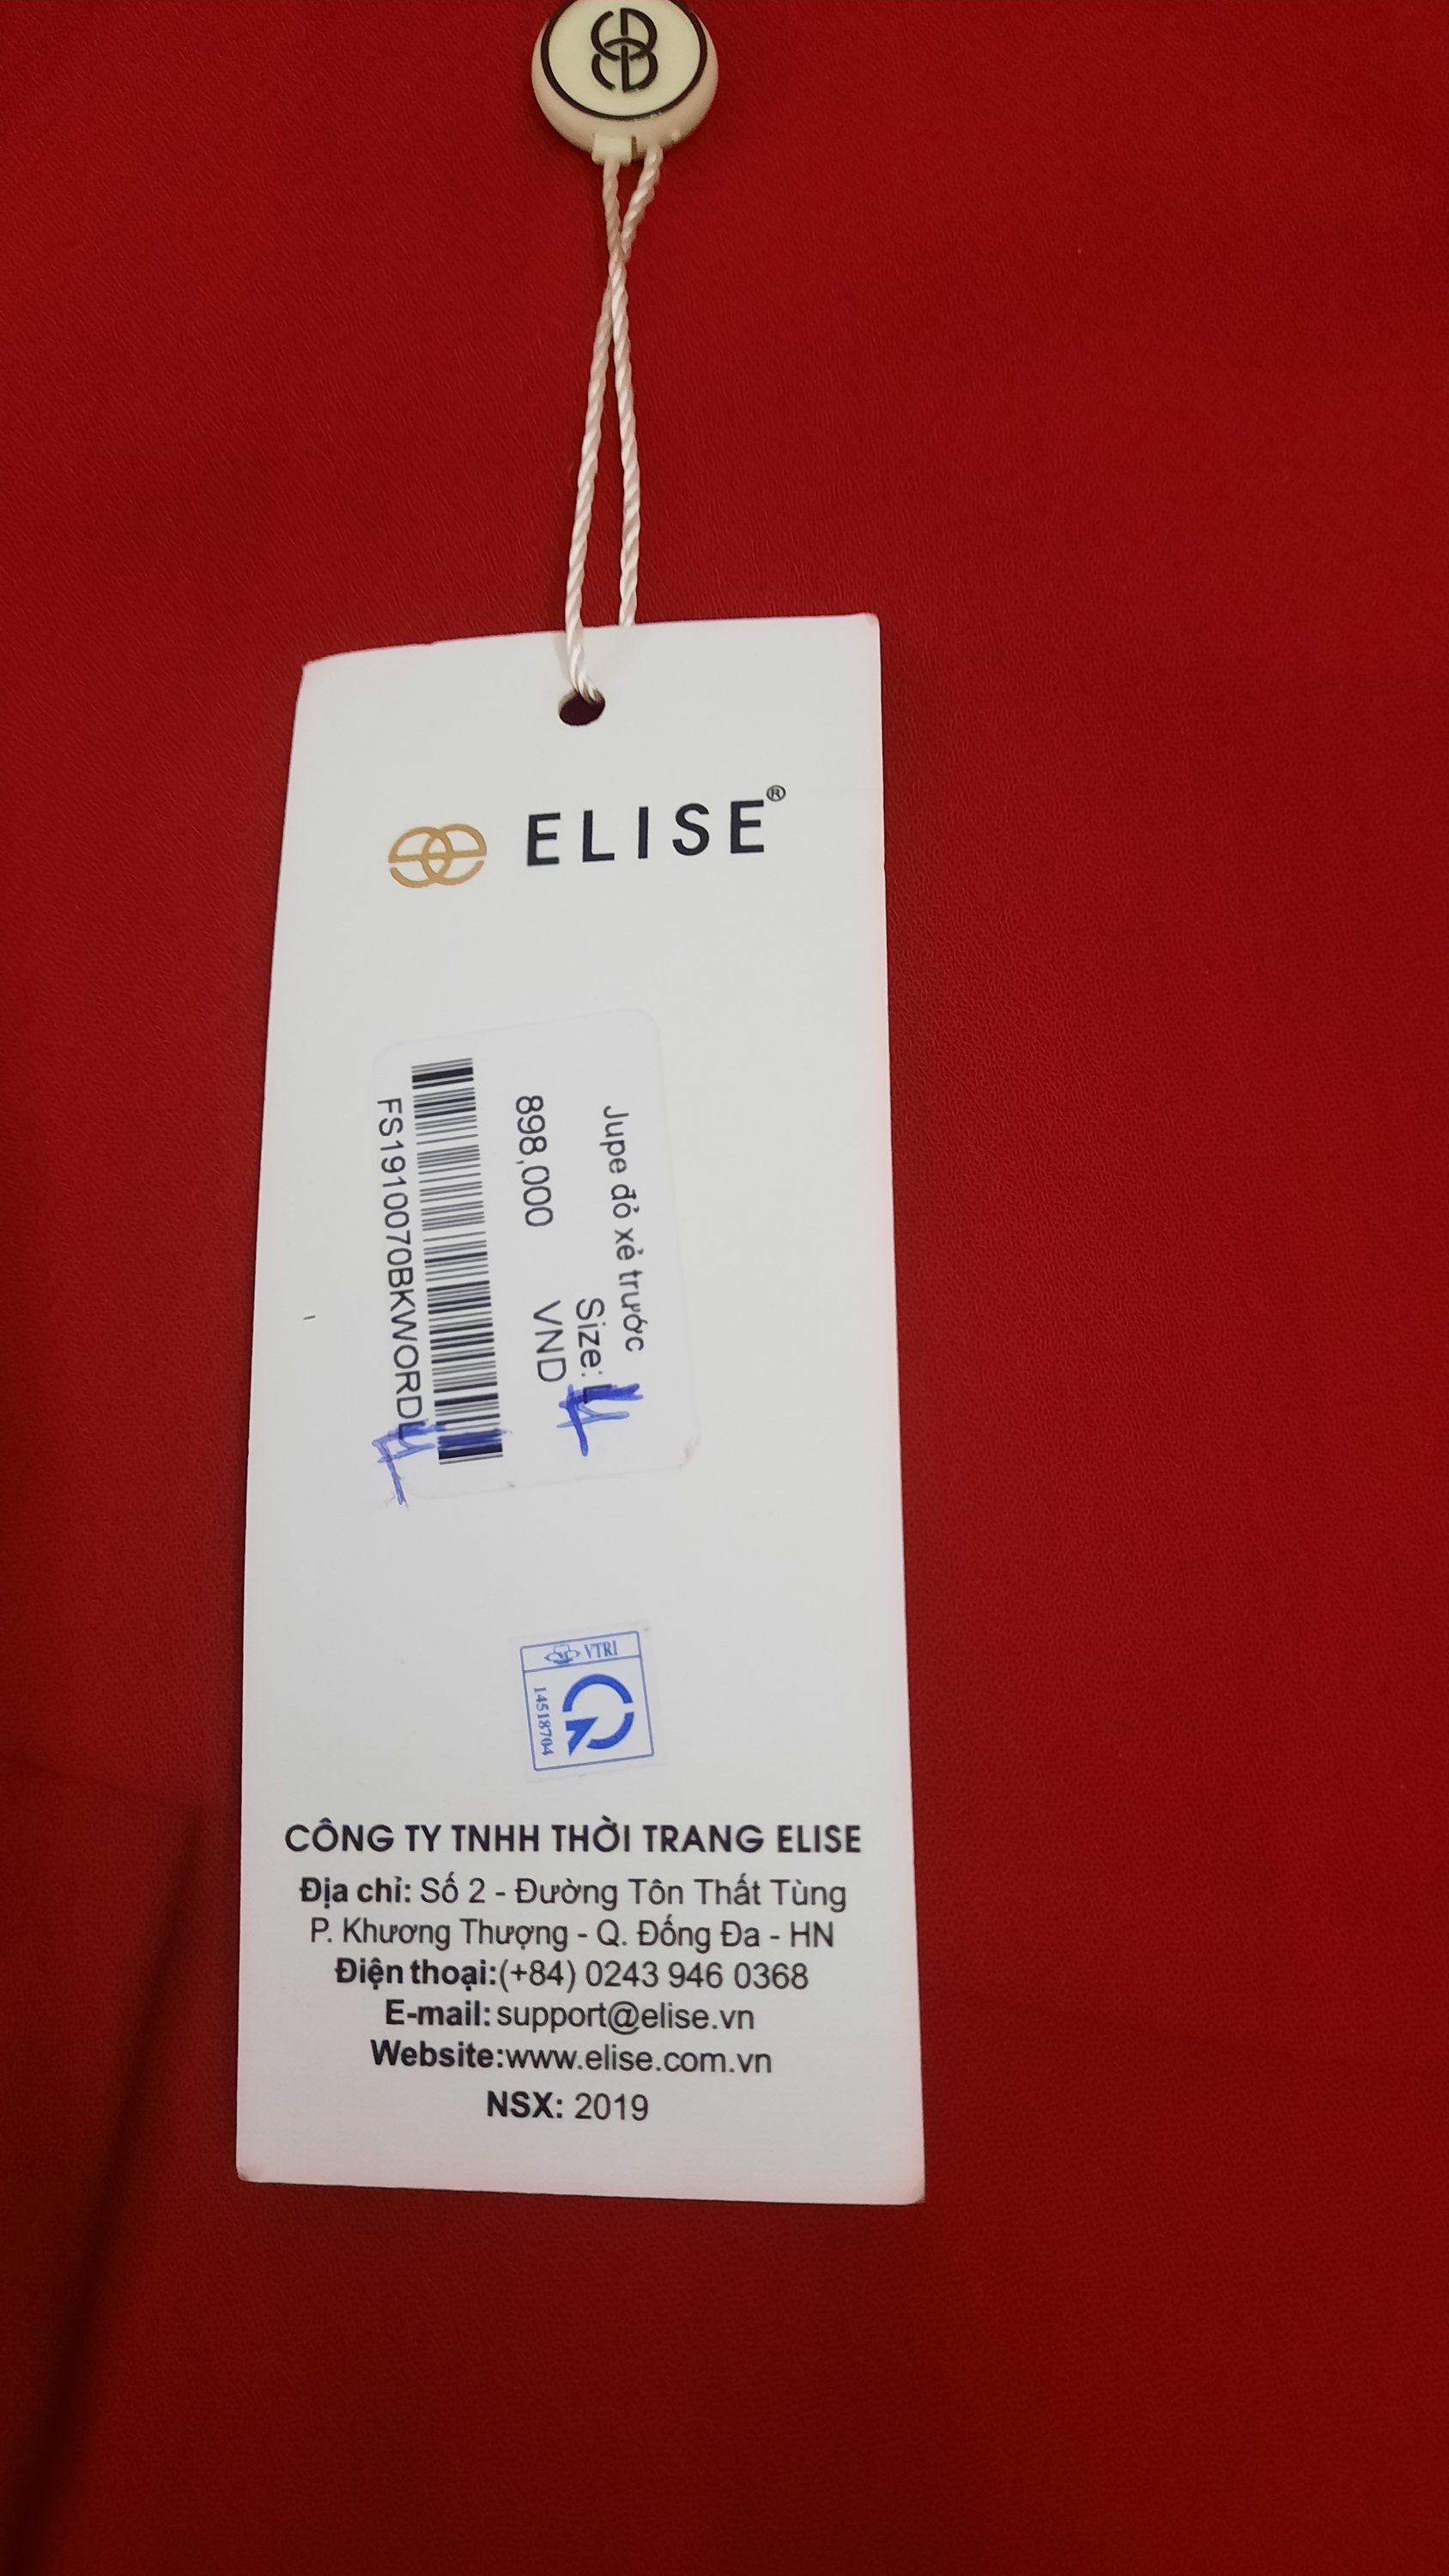 ELISE®
Jupe đỏ xẻ trước
Size:
898,000 VND
FS1910070BKWORDL
VTRI
14518704
CÔNG TY TNHH THỜI TRANG ELISE
Địa chỉ: Số 2 - Đường Tôn Thất Tùng
P. Khương Thượng - Q. Đống Đa - HN
Điện thoại:(+84) 0243 946 0368
E-mail: support@elise.vn
Website:www.elise.com.vn
NSX: 2019